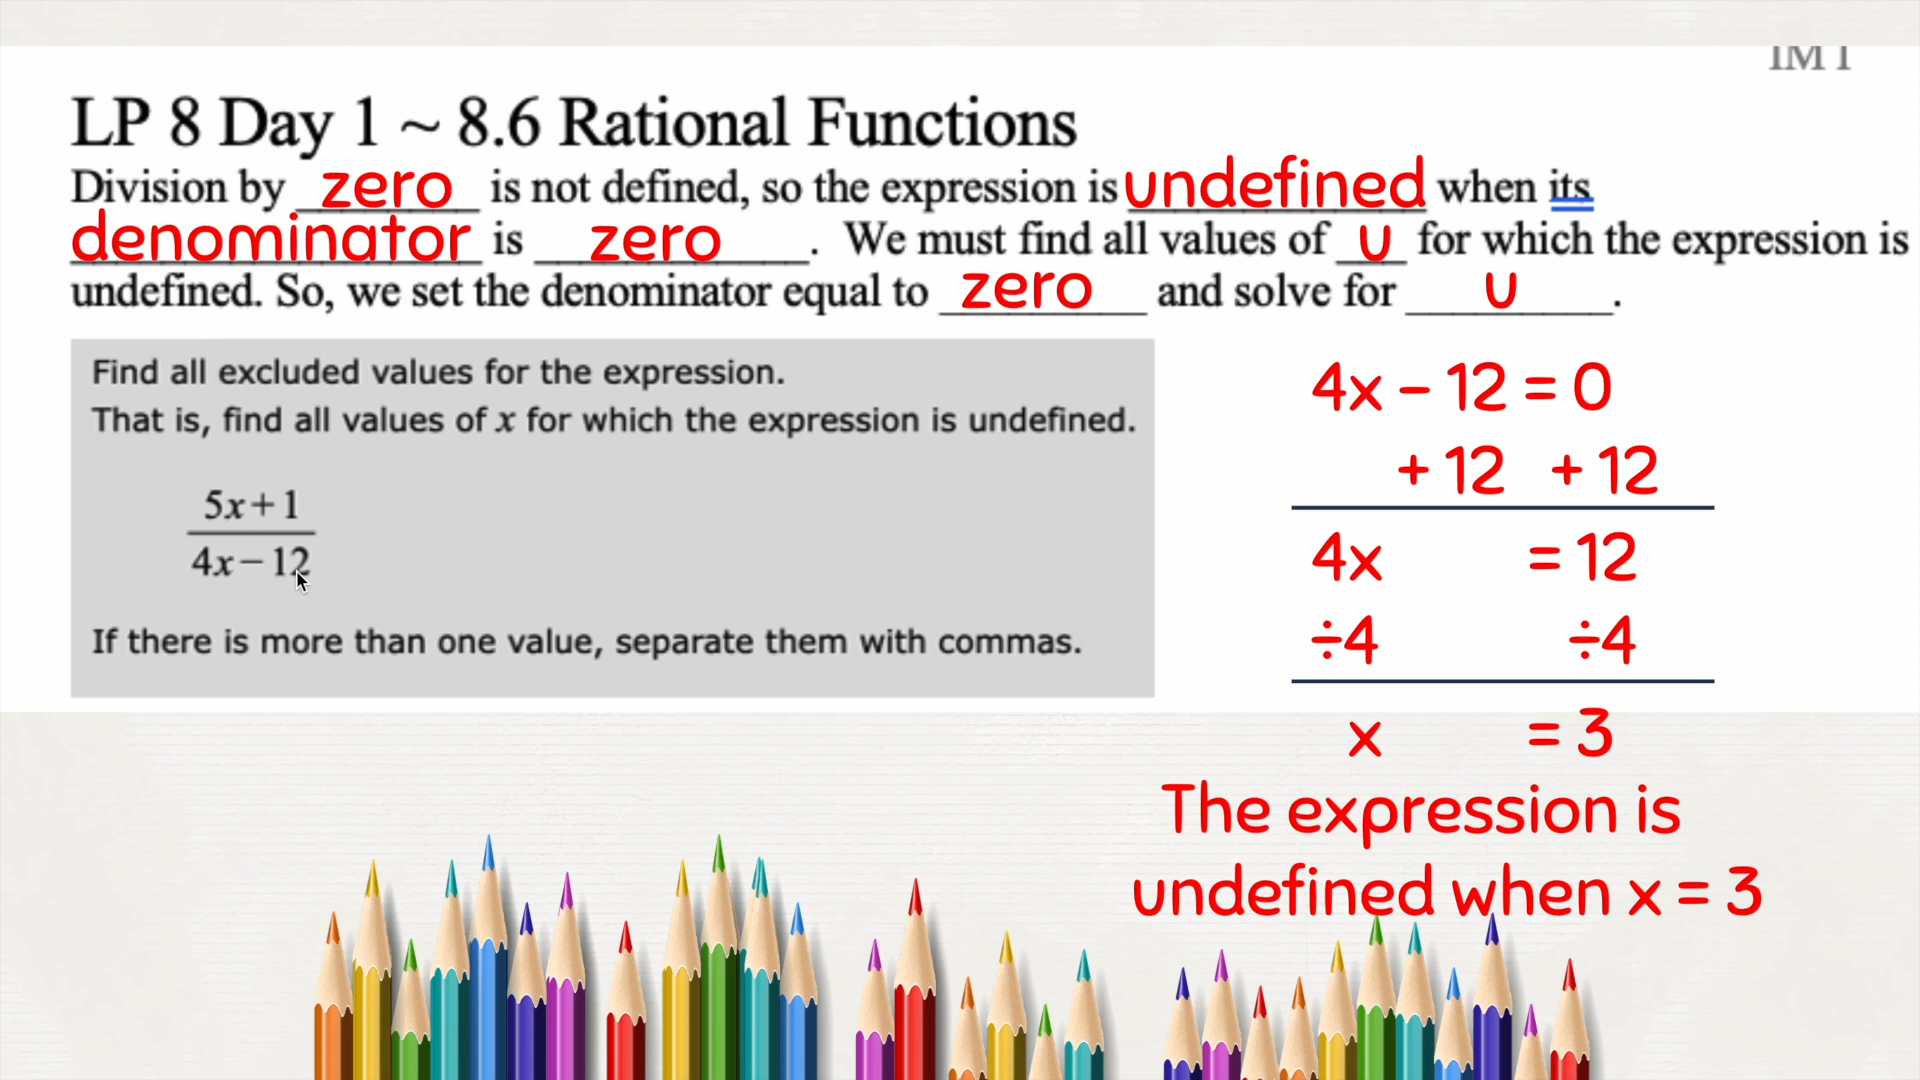 IM 1
LP 8 Day 1 ~ 8.6 Rational Functions
Division by zero is not defined, so the expression is undefined when its
denominator is zero. We must find all values of u for which the expression is
undefined. So, we set the denominator equal to zero and solve for u.
Find all excluded values for the expression.
That is, find all values of x for which the expression is undefined.
5x+1
4x−12
If there is more than one value, separate them with commas.
4x − 12 = 0
+ 12 + 12
4x = 12
÷4 ÷4
x = 3
The expression is
undefined when x = 3